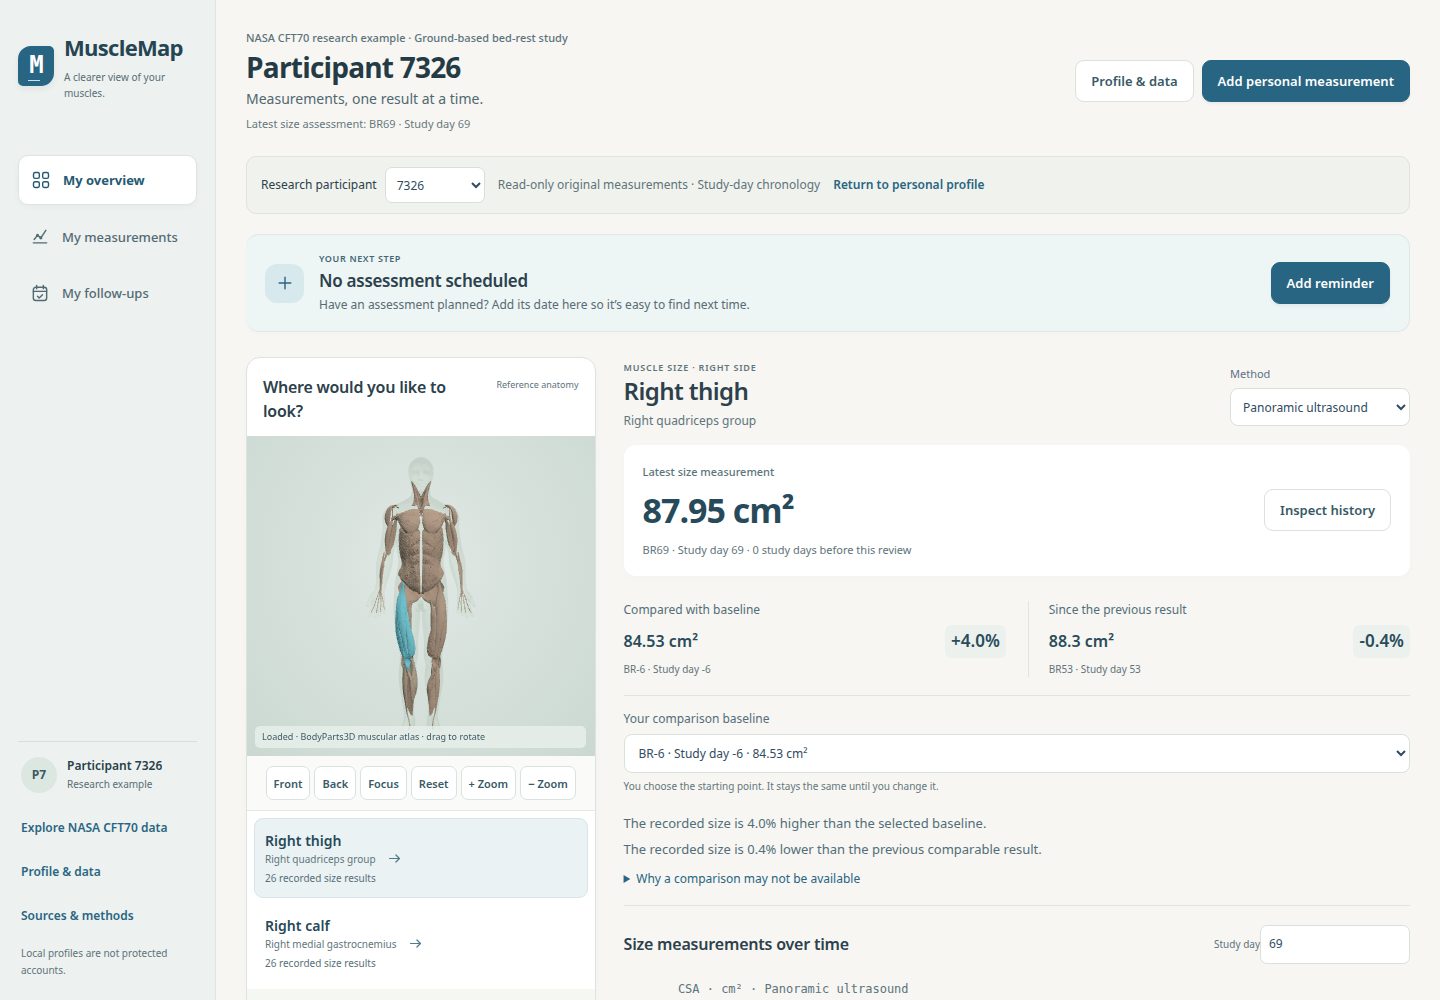 M
MuscleMap
A clearer view of your
muscles.
My overview
My measurements
My follow-ups
P7
Participant 7326
Research example
Explore NASA CFT70 data
Profile & data
Sources & methods
Local profiles are not protected
accounts.
NASA CFT70 research example · Ground-based bed-rest study
Participant 7326
Measurements, one result at a time.
Latest size assessment: BR69 · Study day 69
Profile & data
Add personal measurement
Research participant
7326
Read-only original measurements · Study-day chronology
Return to personal profile
YOUR NEXT STEP
No assessment scheduled
Have an assessment planned? Add its date here so it's easy to find next time.
Add reminder
Where would you like to
look?
Reference anatomy
Loaded · BodyParts3D muscular atlas · drag to rotate
Front
Back
Focus
Reset
+ Zoom
− Zoom
Right thigh
Right quadriceps group →
26 recorded size results
Right calf
Right medial gastrocnemius →
26 recorded size results
MUSCLE SIZE · RIGHT SIDE
Right thigh
Right quadriceps group
Method
Panoramic ultrasound
Latest size measurement
87.95 cm²
BR69 · Study day 69 · 0 study days before this review
Inspect history
Compared with baseline
84.53 cm²
+4.0%
BR-6 · Study day -6
Since the previous result
88.3 cm²
-0.4%
BR53 · Study day 53
Your comparison baseline
BR-6 · Study day -6 · 84.53 cm²
You choose the starting point. It stays the same until you change it.
The recorded size is 4.0% higher than the selected baseline.
The recorded size is 0.4% lower than the previous comparable result.
Why a comparison may not be available
Size measurements over time
Study day
69
CSA · cm² · Panoramic ultrasound